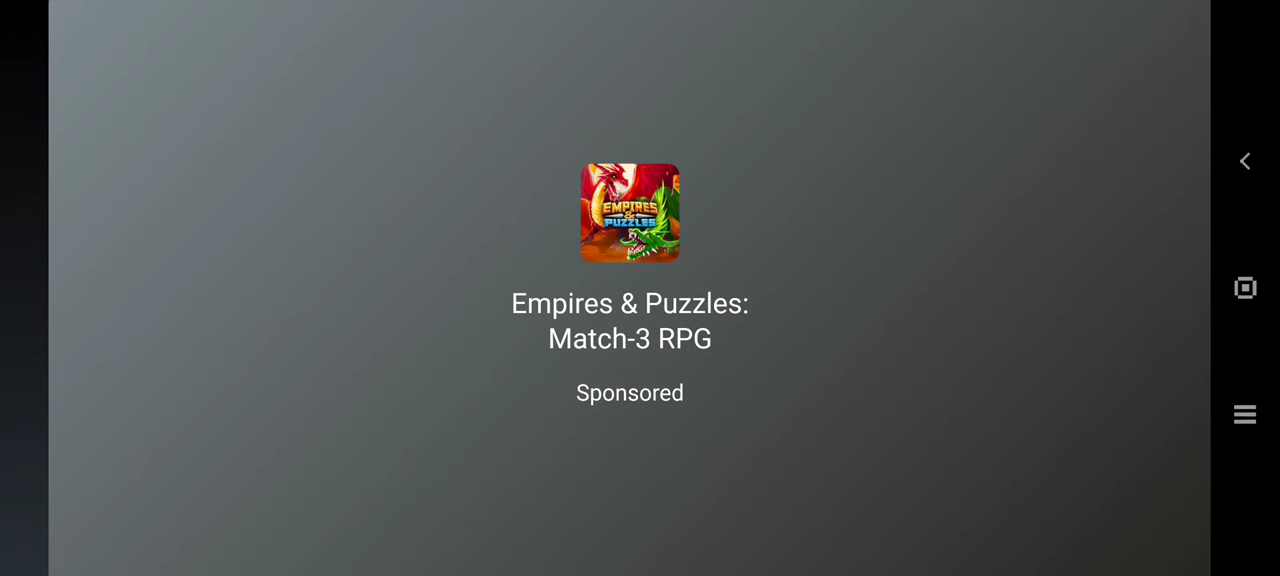 EMPIRES
&
PUZZLES
Empires & Puzzles:
Match-3 RPG
Sponsored